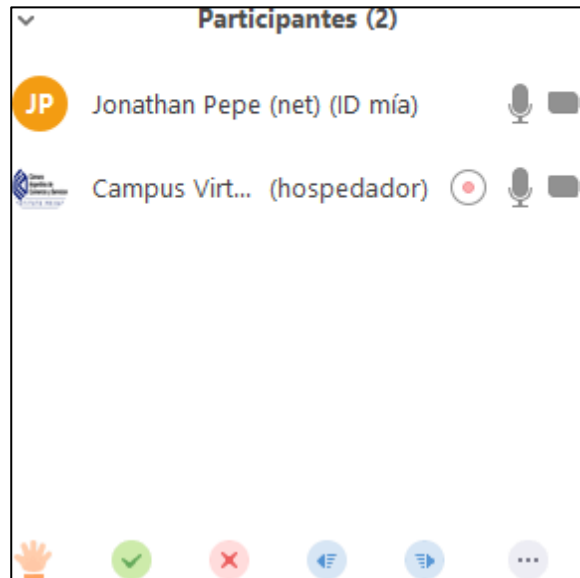 Participantes (2)
JP
Jonathan Pepe (net) (ID mía)
Campus Virt... (hospedador)